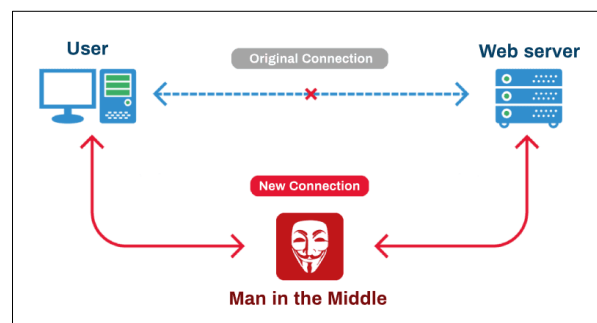 User
Web server
Original Connection
New Connection
Man in the Middle